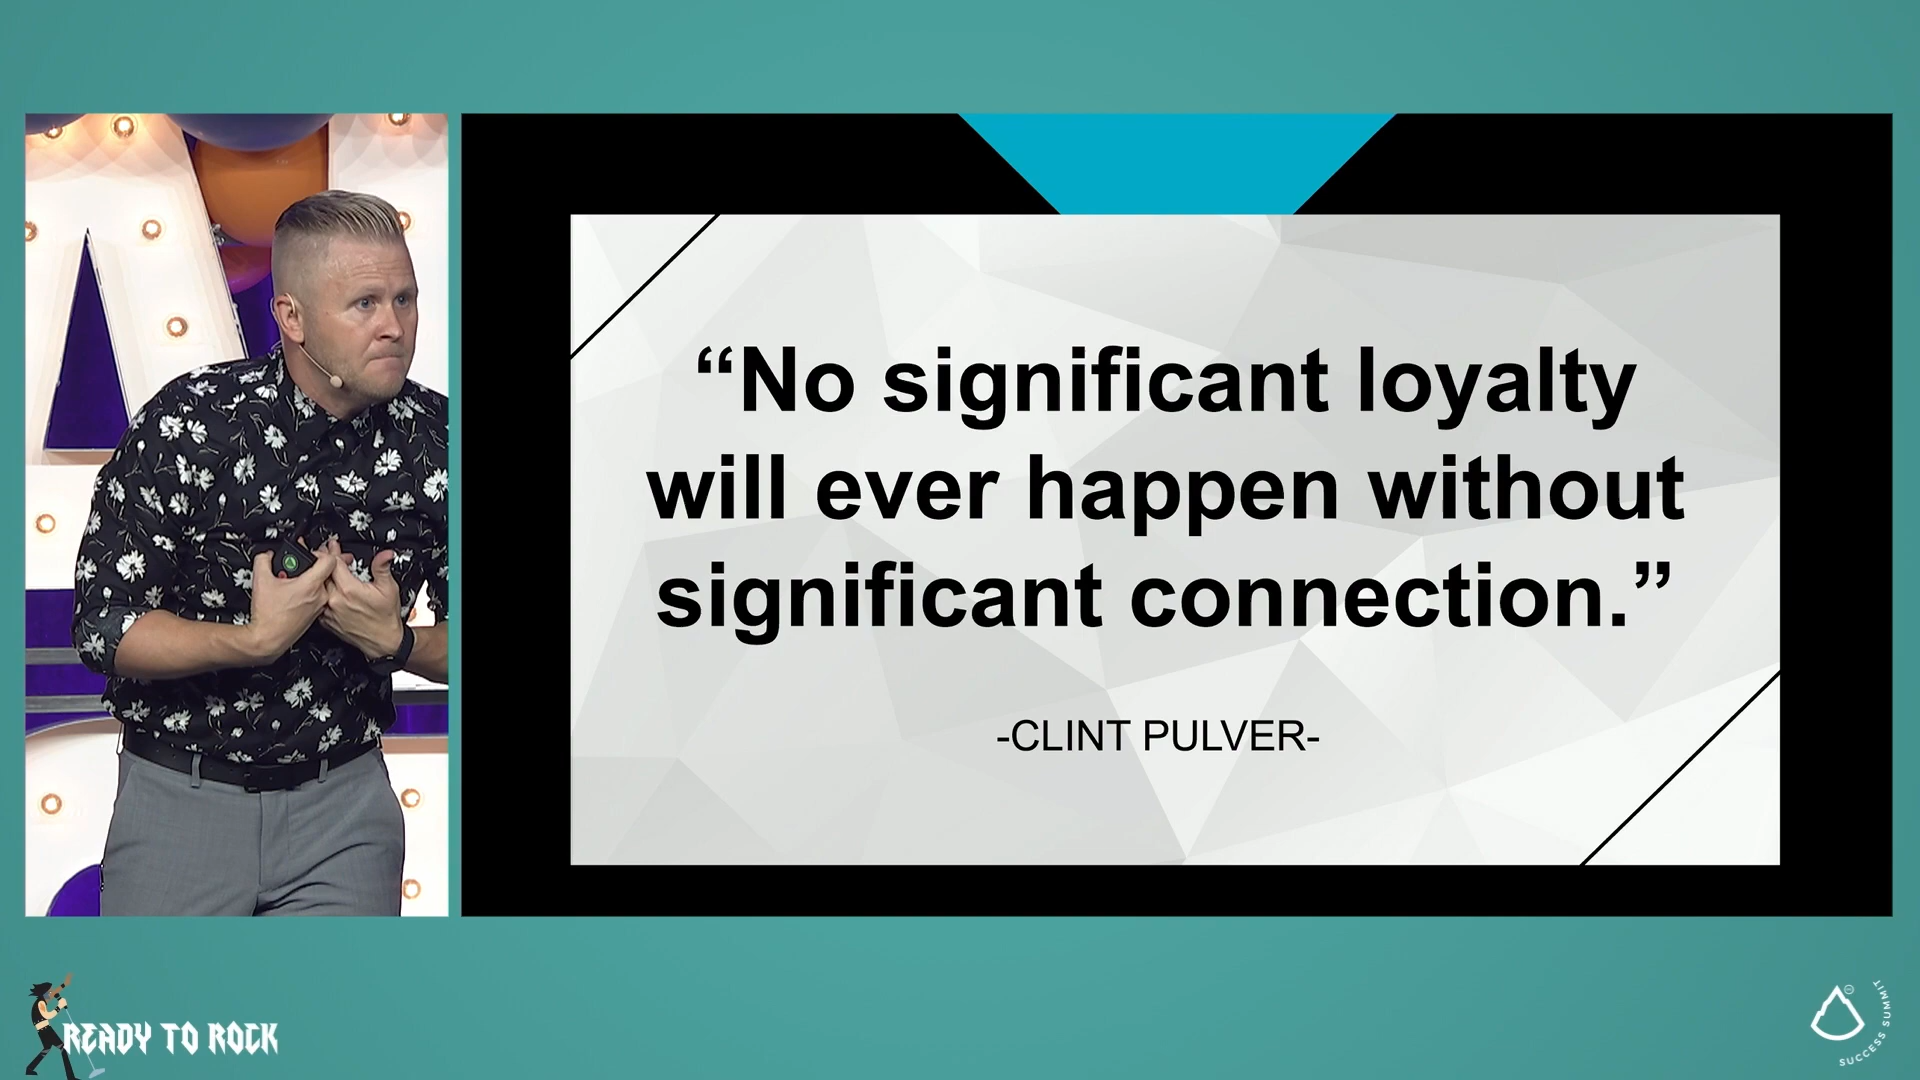 “No significant loyalty
will ever happen without
significant connection.”
-CLINT PULVER-
READY TO ROCK
SUCCESS SUMMIT